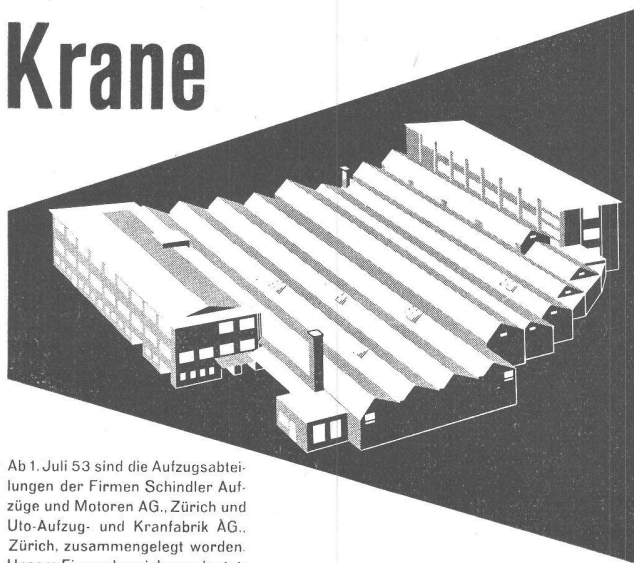 Krane
Ab 1. Juli 53 sind die Aufzugsabtei-
lungen der Firmen Schindler Auf-
züge und Motoren AG., Zürich und
Uto-Aufzug- und Kranfabrik AG.,
Zürich, zusammengelegt worden.